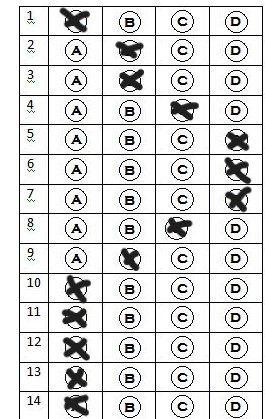 1 B C D
2 A C D
3 A C D
4 A B D
5 A B C
6 A B C
7 A B C
8 A B D
9 A C D
10 B C D
11 B C D
12 B C D
13 B C D
14 B C D